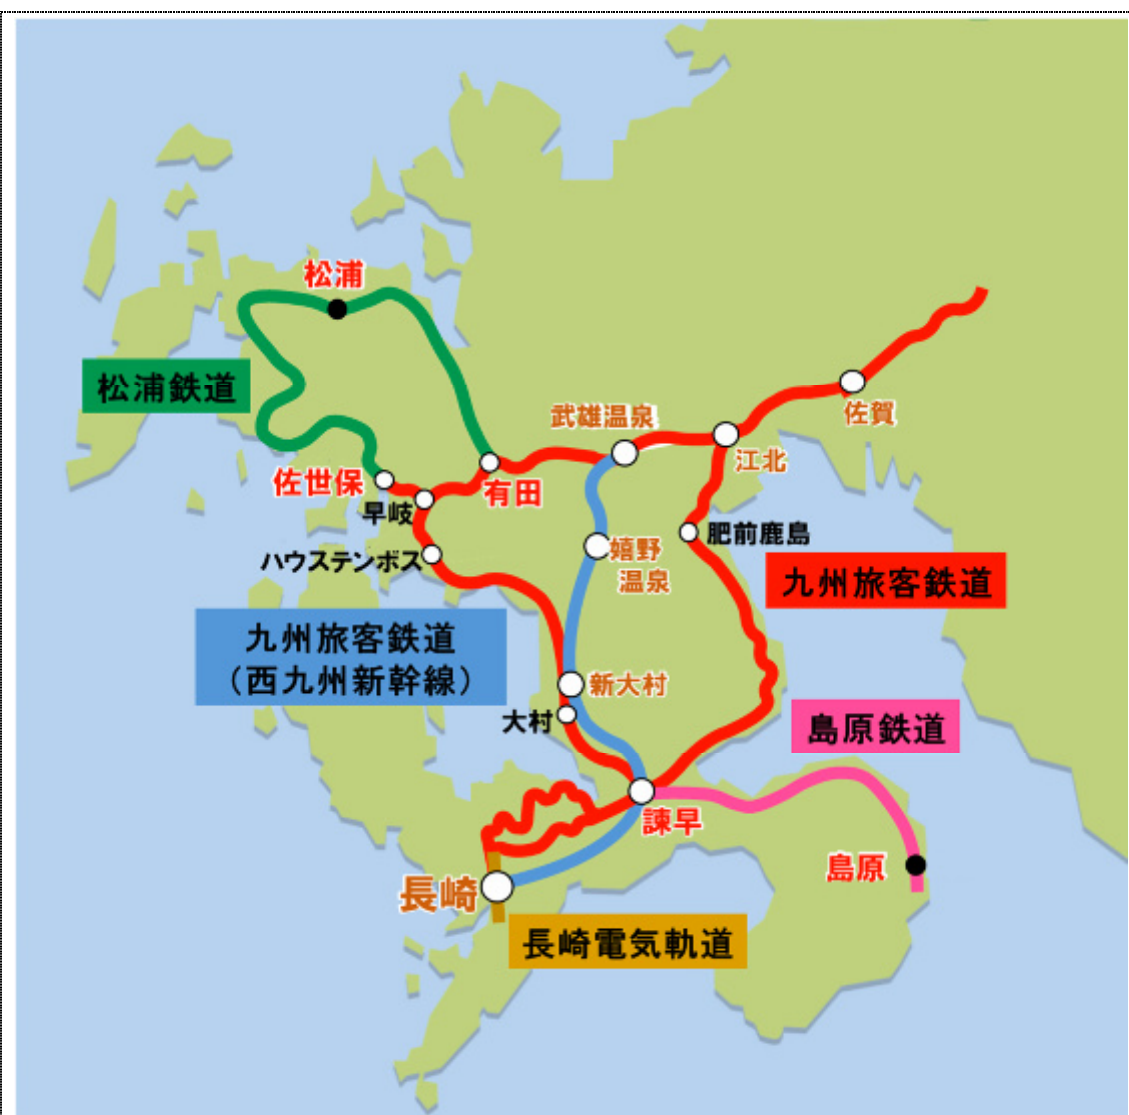 松浦
松浦鉄道
佐賀
武雄温泉
江北
佐世保
有田
早岐
肥前鹿島
ハウステンボス
嬉野
温泉
九州旅客鉄道
九州旅客鉄道
（西九州新幹線）
新大村
大村
島原鉄道
諫早
島原
長崎
長崎電気軌道